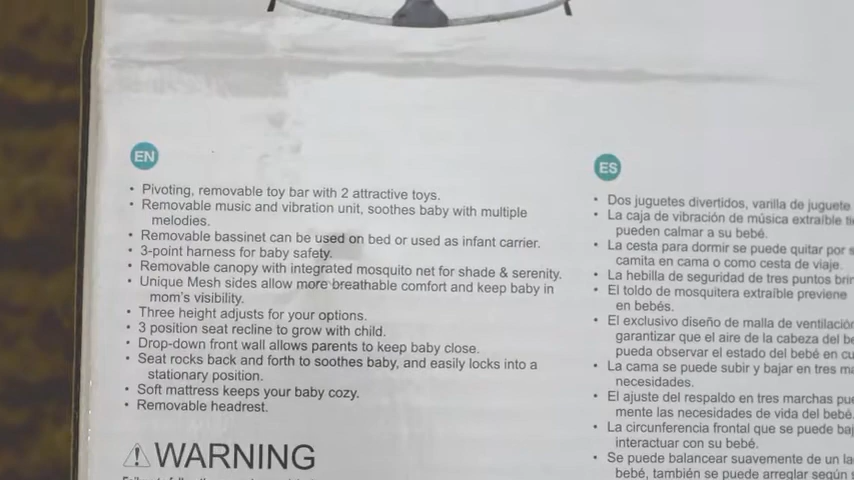 EN
• Pivoting, removable toy bar with 2 attractive toys.
• Removable music and vibration unit, soothes baby with multiple
melodies.
• Removable bassinet can be used on bed or used as infant carrier.
• 3-point harness for baby safety.
• Removable canopy with integrated mosquito net for shade & serenity.
• Unique Mesh sides allow more breathable comfort and keep baby in
mom's visibility.
• Three height adjusts for your options.
• 3 position seat recline to grow with child.
• Drop-down front wall allows parents to keep baby close.
• Seat rocks back and forth to soothes baby, and easily locks into a
stationary position.
• Soft mattress keeps your baby cozy.
• Removable headrest.
WARNING
ES
• Dos juguetes divertidos, varilla de juguete
• La caja de vibración de música extraíble
pueden calmar a su bebé.
• La cesta para dormir se puede quitar por
camita en cama o como cesta de viaje.
• La hebilla de seguridad de tres puntos
• El toldo de mosquitera extraíble previene
en bebés.
• El exclusivo diseño de malla de ventilación
garantizar que el aire de la cabeza del
pueda observar el estado del bebé en
• La cama se puede subir y bajar en tres
necesidades.
• El ajuste del respaldo en tres marchas
mente las necesidades de vida del bebé.
• La circunferencia frontal que se puede
interactuar con su bebé.
• Se puede balancear suavemente de un
bebé, también se puede arreglar según